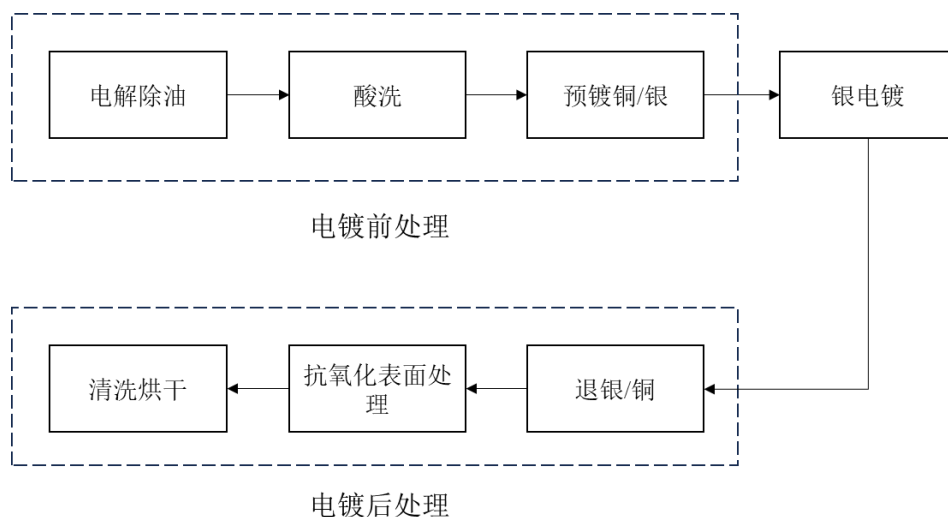 电解除油
酸洗
预镀铜/银
银电镀
电镀前处理
清洗烘干
抗氧化表面处
理
退银/铜
电镀后处理